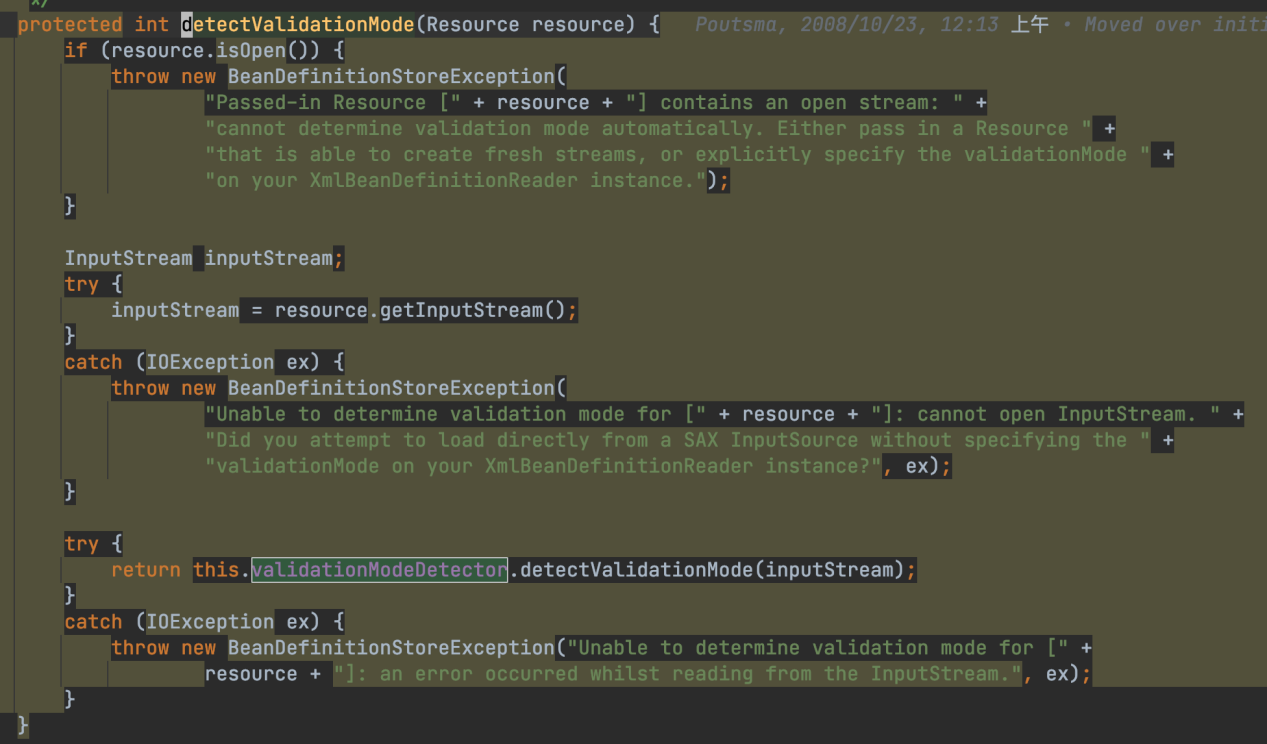 */
protected int detectValidationMode(Resource resource) {    Poutsma, 2008/10/23, 12:13 上午 • Moved over initi
    if (resource.isOpen()) {
        throw new BeanDefinitionStoreException(
                "Passed-in Resource [" + resource + "] contains an open stream: " +
                "cannot determine validation mode automatically. Either pass in a Resource " +
                "that is able to create fresh streams, or explicitly specify the validationMode " +
                "on your XmlBeanDefinitionReader instance.");
    }
    InputStream inputStream;
    try {
        inputStream = resource.getInputStream();
    }
    catch (IOException ex) {
        throw new BeanDefinitionStoreException(
                "Unable to determine validation mode for [" + resource + "]: cannot open InputStream. " +
                "Did you attempt to load directly from a SAX InputSource without specifying the " +
                "validationMode on your XmlBeanDefinitionReader instance?", ex);
    }
    try {
        return this.validationModeDetector.detectValidationMode(inputStream);
    }
    catch (IOException ex) {
        throw new BeanDefinitionStoreException("Unable to determine validation mode for [" +
                resource + "]: an error occurred whilst reading from the InputStream.", ex);
    }
}